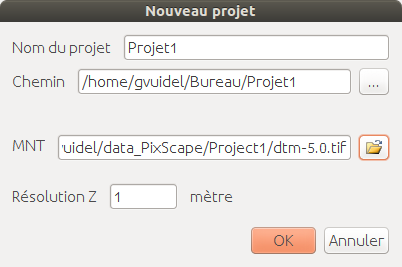 Nouveau projet
Nom du projet Projet1
Chemin /home/gvuidel/Bureau/Projet1 ...
MNT vuidel/data_PixScape/Project1/dtm-5.0.tif
Résolution Z 1 mètre
OK Annuler